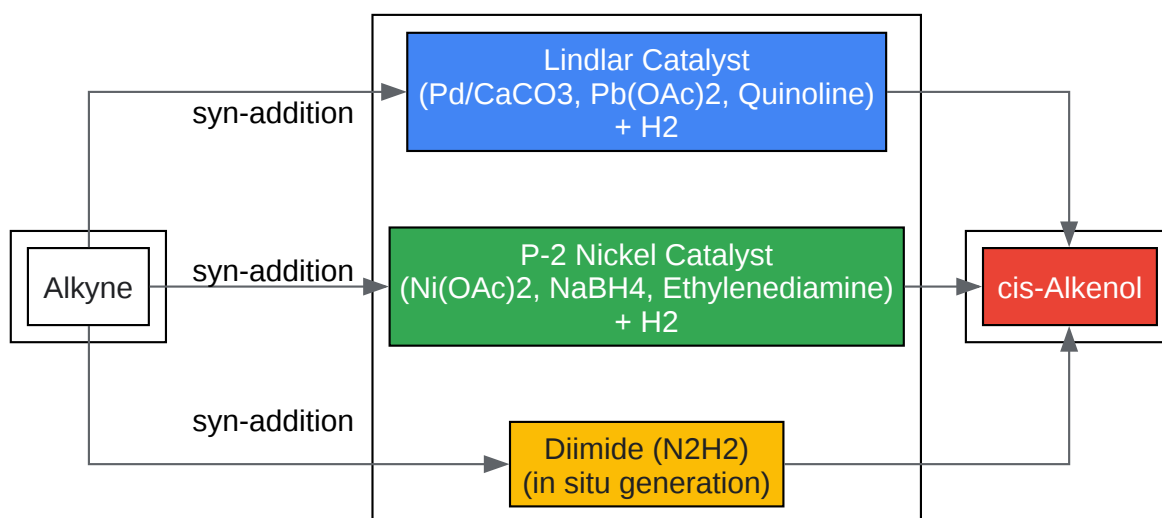 Lindlar Catalyst
(Pd/CaCO3, Pb(OAc)2, Quinoline)
+ H2
syn-addition
Alkyne
syn-addition
P-2 Nickel Catalyst
(Ni(OAc)2, NaBH4, Ethylenediamine)
+ H2
cis-Alkenol
syn-addition
Diimide (N2H2)
(in situ generation)